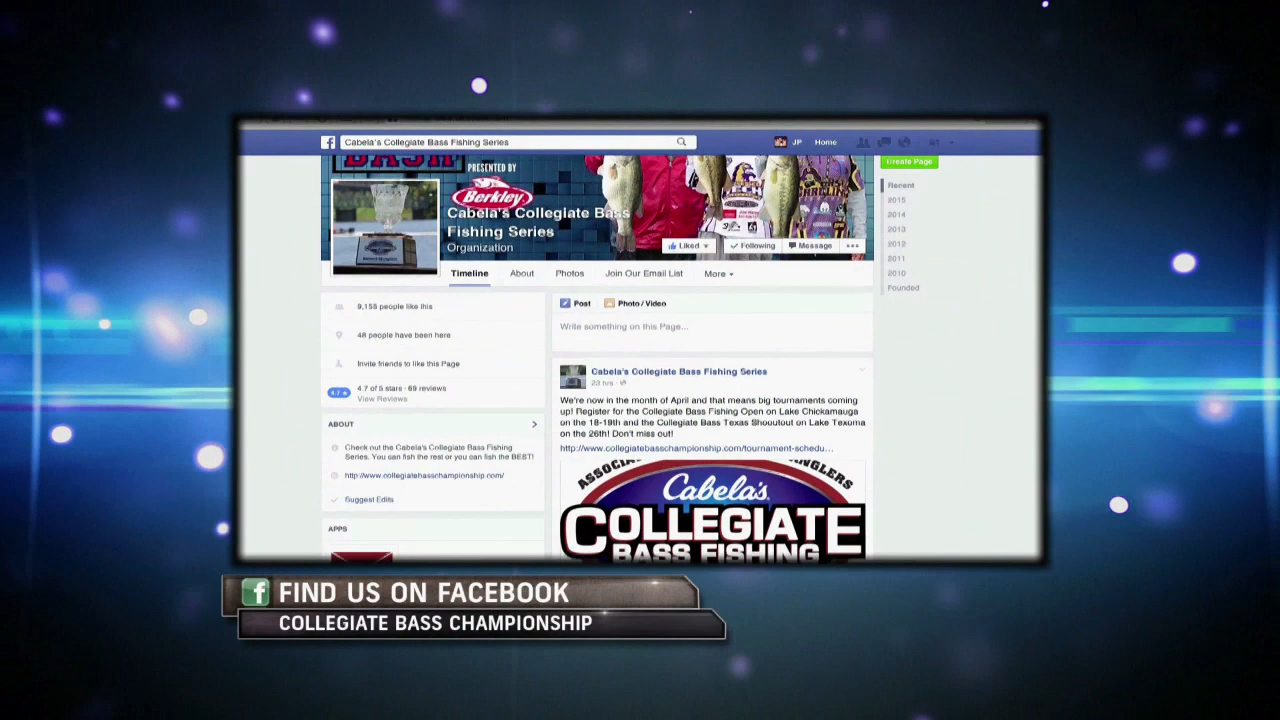 Cabela's Collegiate Bass Fishing Series
JP
Home
Create Page
BASH
PRESENTED BY
Berkley
Cabela's Collegiate Bass
Fishing Series
Organization
Liked
Following
Message
Recent
2015
2014
2013
2012
2011
2010
Founded
Timeline
About
Photos
Join Our Email List
More
9,155 people like this
48 people have been here
Invite friends to like this Page
4.7 ★
4.7 of 5 stars · 69 reviews
View Reviews
ABOUT
Check out the Cabela's Collegiate Bass Fishing
Series. You can fish the rest or you can fish the BEST!
http://www.collegiatebasschampionship.com/
Suggest Edits
APPS
Post
Photo / Video
Write something on this Page...
Cabela's Collegiate Bass Fishing Series
23 hrs ·
We're now in the month of April and that means big tournaments coming
up! Register for the Collegiate Bass Fishing Open on Lake Chickamauga
on the 18-19th and the Collegiate Bass Texas Shooutout on Lake Texoma
on the 26th! Don't miss out!
http://www.collegiatebasschampionship.com/tournament-schedu...
Cabela's
COLLEGIATE
BASS FISHING
FIND US ON FACEBOOK
COLLEGIATE BASS CHAMPIONSHIP